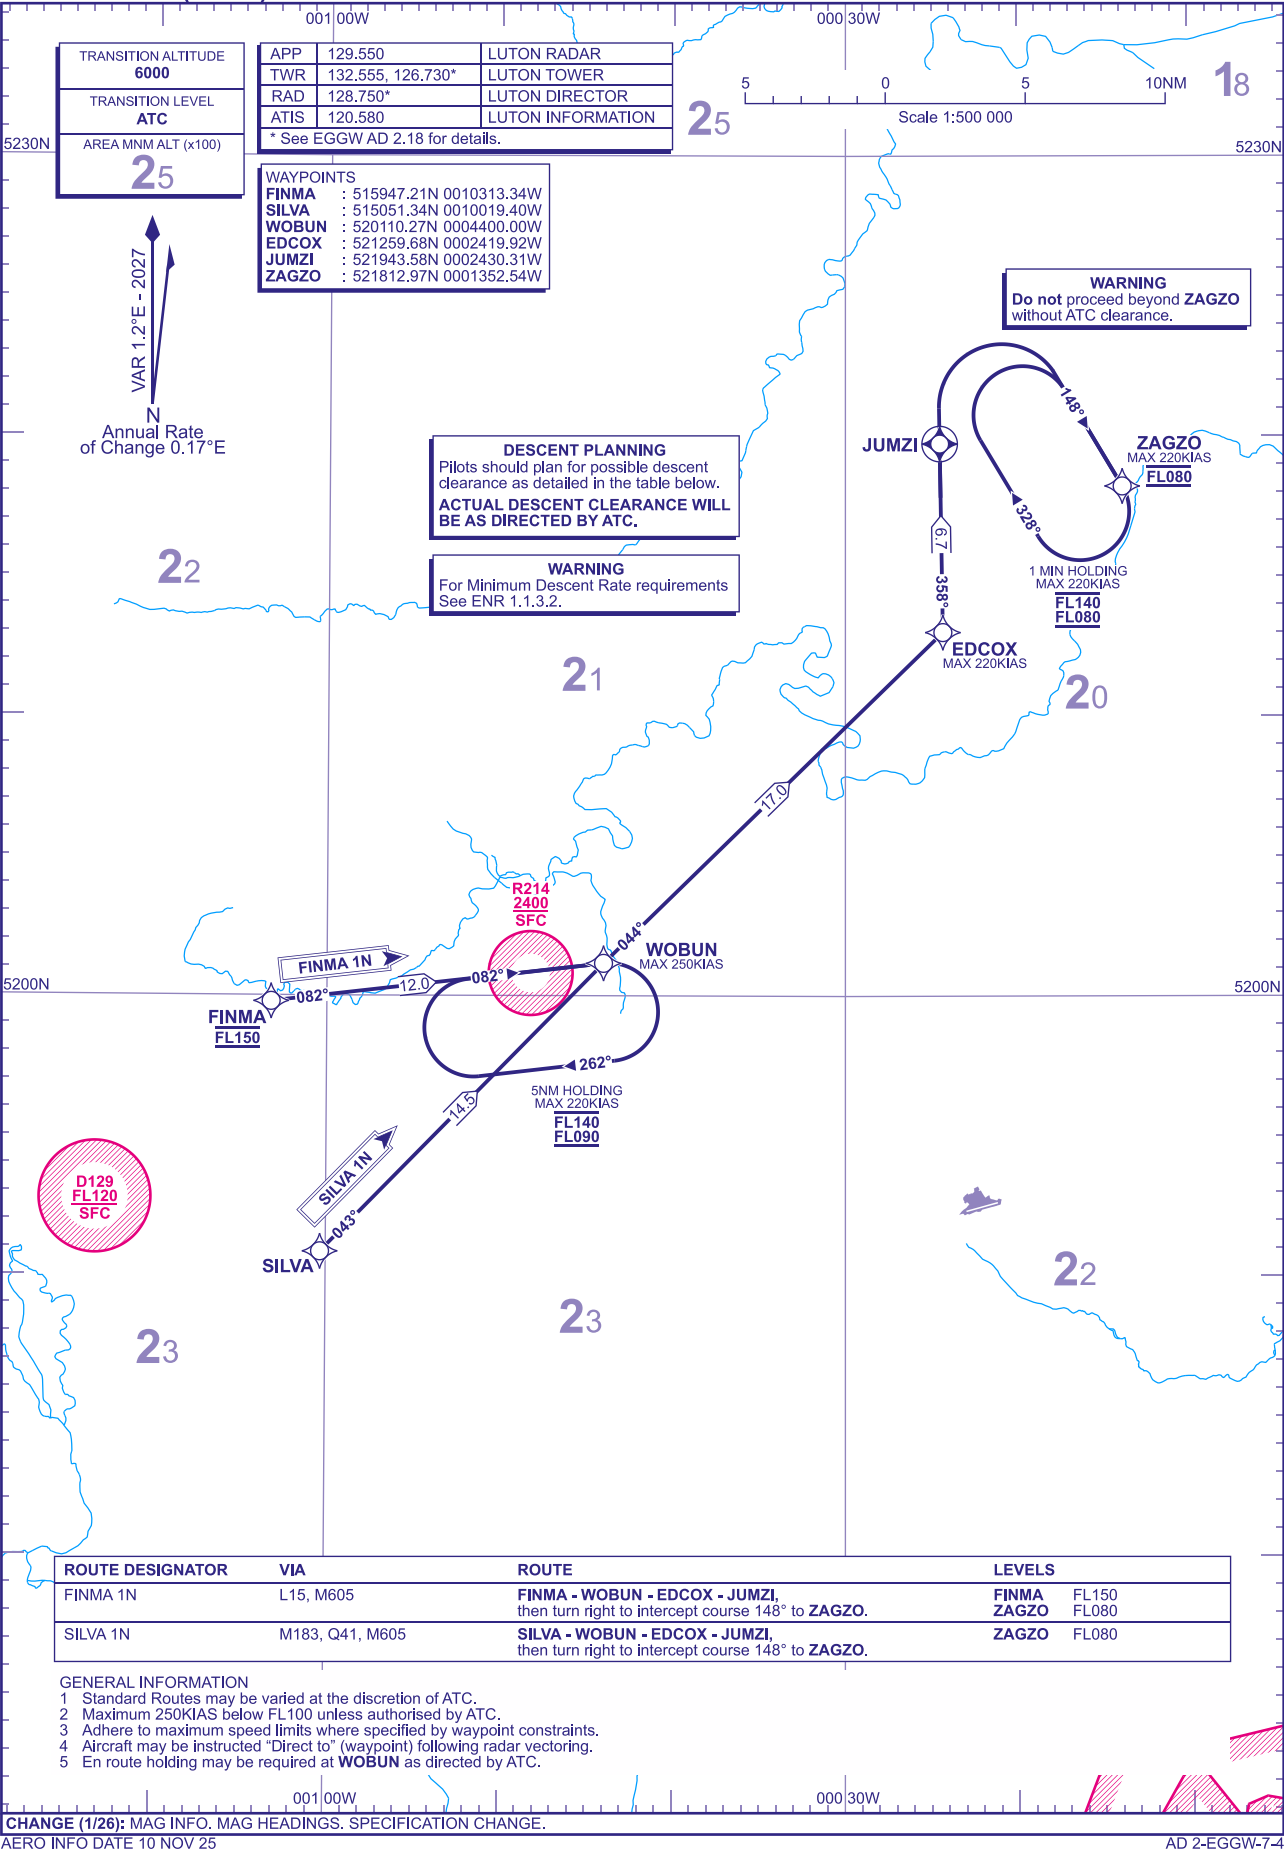 001 00W
000 30W
TRANSITION ALTITUDE
6000
TRANSITION LEVEL
ATC
AREA MNM ALT (x100)
25
APP 129.550 LUTON RADAR
TWR 132.555, 126.730* LUTON TOWER
RAD 128.750* LUTON DIRECTOR
ATIS 120.580 LUTON INFORMATION
* See EGGW AD 2.18 for details.
25
5 0 5 10NM
Scale 1:500 000
18
5230N
5230N
WAYPOINTS
FINMA : 515947.21N 0010313.34W
SILVA : 515051.34N 0010019.40W
WOBUN : 520110.27N 0004400.00W
EDCOX : 521259.68N 0002419.92W
JUMZI : 521943.58N 0002430.31W
ZAGZO : 521812.97N 0001352.54W
VAR 1.2°E - 2027
N
Annual Rate
of Change 0.17°E
WARNING
Do not proceed beyond ZAGZO
without ATC clearance.
DESCENT PLANNING
Pilots should plan for possible descent
clearance as detailed in the table below.
ACTUAL DESCENT CLEARANCE WILL
BE AS DIRECTED BY ATC.
WARNING
For Minimum Descent Rate requirements
See ENR 1.1.3.2.
148°
JUMZI
ZAGZO
MAX 220KIAS
FL080
328°
6.7
358°
1 MIN HOLDING
MAX 220KIAS
FL140
FL080
EDCOX
MAX 220KIAS
22
21
20
17.0
R214
2400
SFC
044°
WOBUN
MAX 250KIAS
FINMA 1N
082°
12.0
082°
5200N
5200N
FINMA
FL150
262°
5NM HOLDING
MAX 220KIAS
FL140
FL090
14.5
SILVA 1N
043°
SILVA
D129
FL120
SFC
22
23
23
ROUTE DESIGNATOR VIA ROUTE LEVELS
FINMA 1N L15, M605 FINMA - WOBUN - EDCOX - JUMZI, FINMA FL150
then turn right to intercept course 148° to ZAGZO. ZAGZO FL080
SILVA 1N M183, Q41, M605 SILVA - WOBUN - EDCOX - JUMZI, ZAGZO FL080
then turn right to intercept course 148° to ZAGZO.
GENERAL INFORMATION
1 Standard Routes may be varied at the discretion of ATC.
2 Maximum 250KIAS below FL100 unless authorised by ATC.
3 Adhere to maximum speed limits where specified by waypoint constraints.
4 Aircraft may be instructed “Direct to” (waypoint) following radar vectoring.
5 En route holding may be required at WOBUN as directed by ATC.
001 00W
000 30W
CHANGE (1/26): MAG INFO. MAG HEADINGS. SPECIFICATION CHANGE.
AERO INFO DATE 10 NOV 25
AD 2-EGGW-7-4